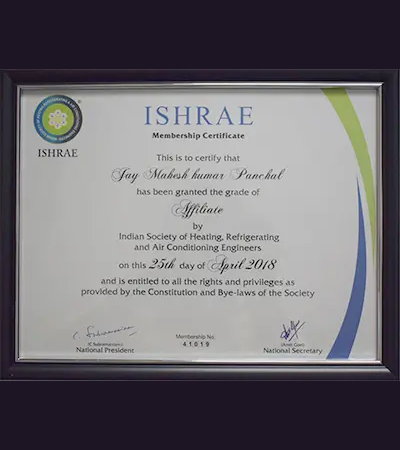 ISHRAE
Membership Certificate
ISHRAE
This is to certify that
Jay Mahesh kumar Panchal
has been granted the grade of
Affiliate
by
Indian Society of Heating, Refrigerating
and Air Conditioning Engineers
on this 25th day of April 2018
and is entitled to all the rights and privileges as
provided by the Constitution and Bye-laws of the Society
C. Subramaniam
(C Subramaniam)
National President
Membership No:
41019
National Secretary